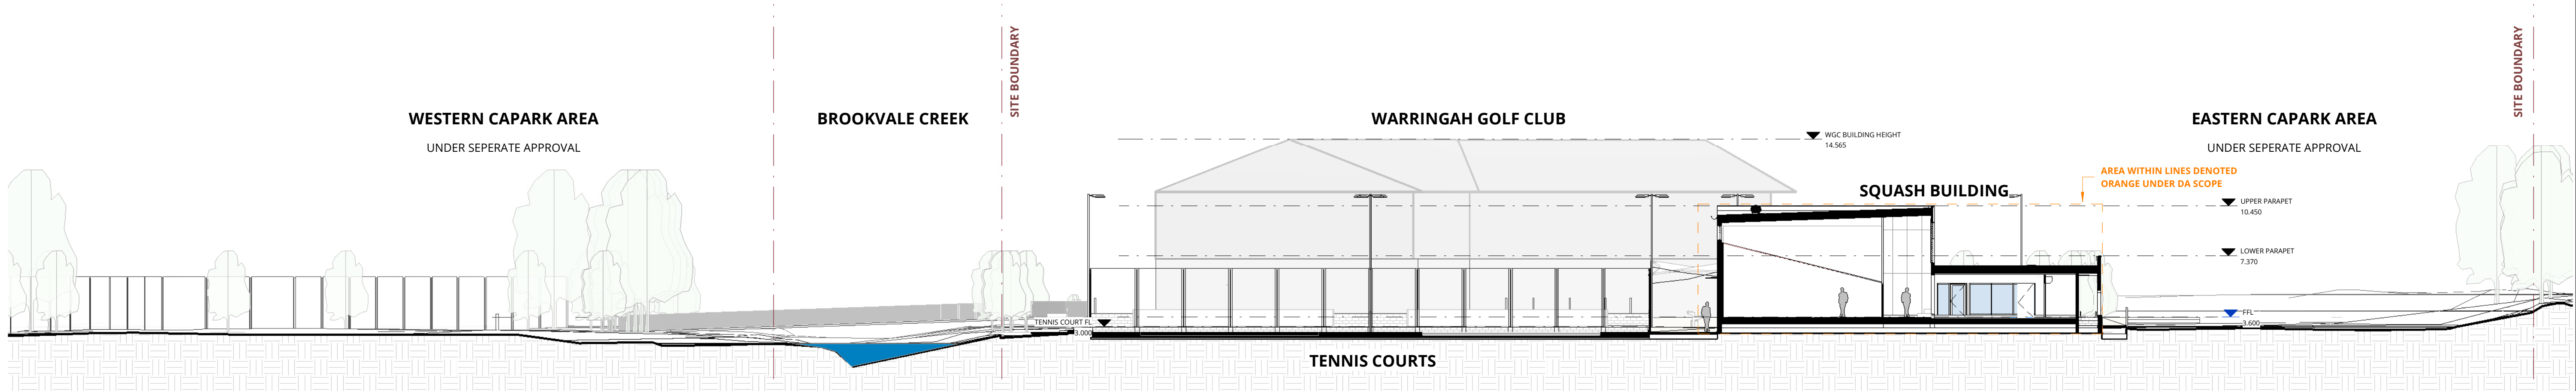 SITE BOUNDARY
SITE BOUNDARY
WESTERN CAPARK AREA
UNDER SEPERATE APPROVAL
BROOKVALE CREEK
WARRINGAH GOLF CLUB
EASTERN CAPARK AREA
UNDER SEPERATE APPROVAL
WGC BUILDING HEIGHT
14.565
AREA WITHIN LINES DENOTED
ORANGE UNDER DA SCOPE
SQUASH BUILDING
UPPER PARAPET
10.450
LOWER PARAPET
7.370
FFL
3.600
TENNIS COURT FL
3.000
TENNIS COURTS